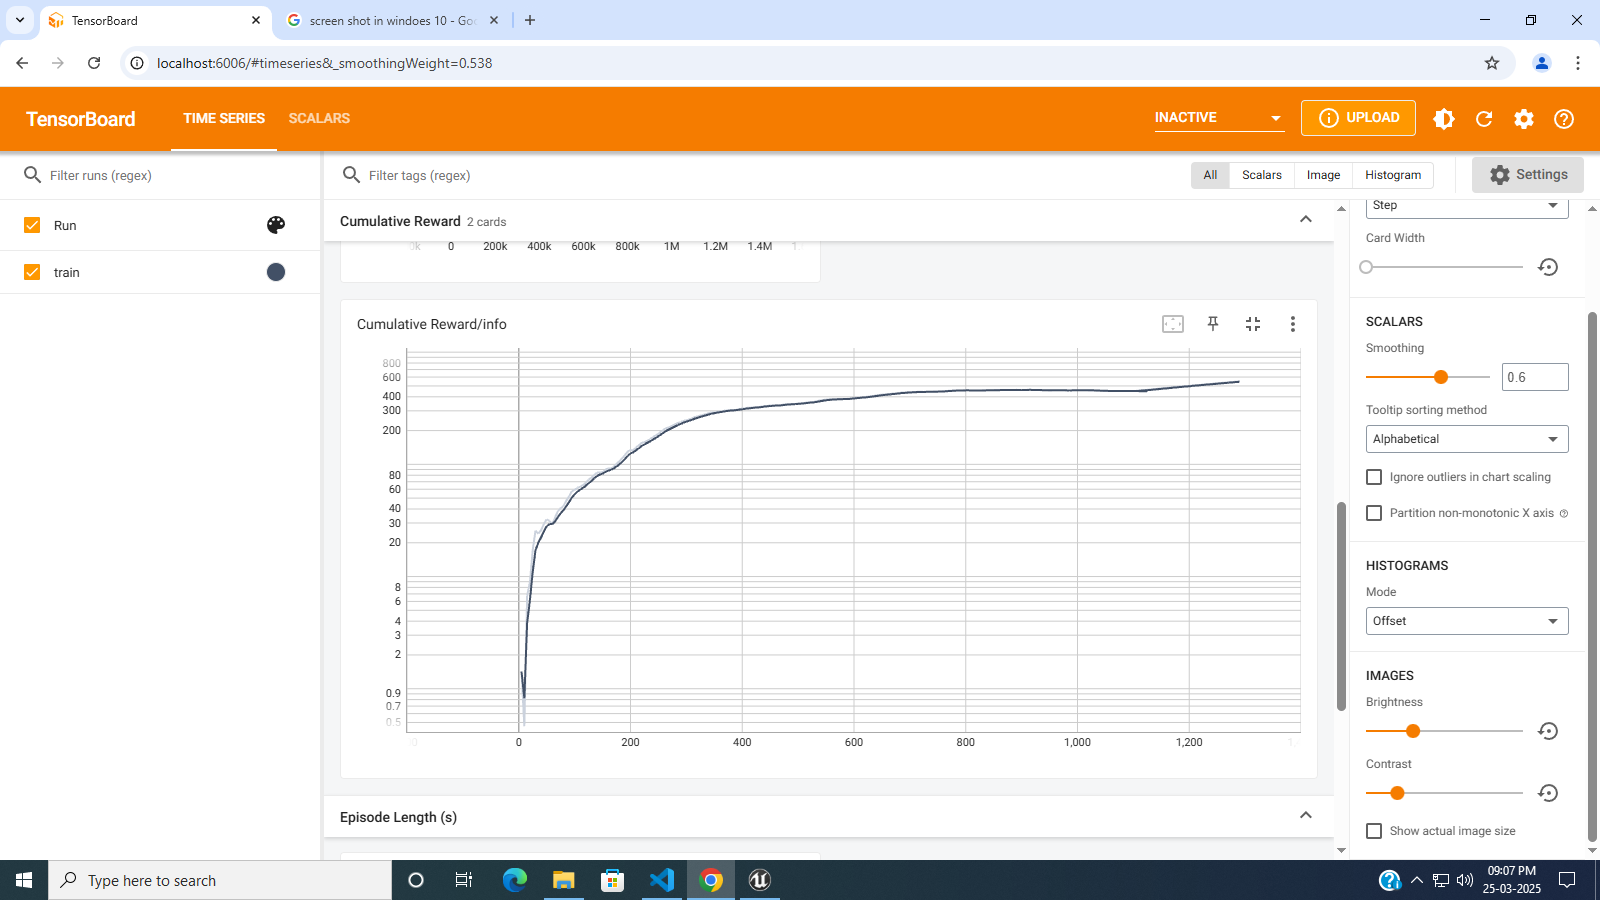 TensorBoard
screen shot in windoes 10 - Goo
localhost:6006/#timeseries&_smoothingWeight=0.538
TensorBoard
TIME SERIES
SCALARS
INACTIVE
UPLOAD
Filter runs (regex)
Filter tags (regex)
All
Scalars
Image
Histogram
Settings
Run
train
Cumulative Reward 2 cards
0k 0 200k 400k 600k 800k 1M 1.2M 1.4M
Cumulative Reward/info
800
600
400
300
200
80
60
40
30
20
8
6
4
3
2
0.9
0.7
0.5
0 200 400 600 800 1,000 1,200
Episode Length (s)
Step
Card Width
SCALARS
Smoothing
0.6
Tooltip sorting method
Alphabetical
Ignore outliers in chart scaling
Partition non-monotonic X axis
HISTOGRAMS
Mode
Offset
IMAGES
Brightness
Contrast
Show actual image size
Type here to search
09:07 PM
25-03-2025